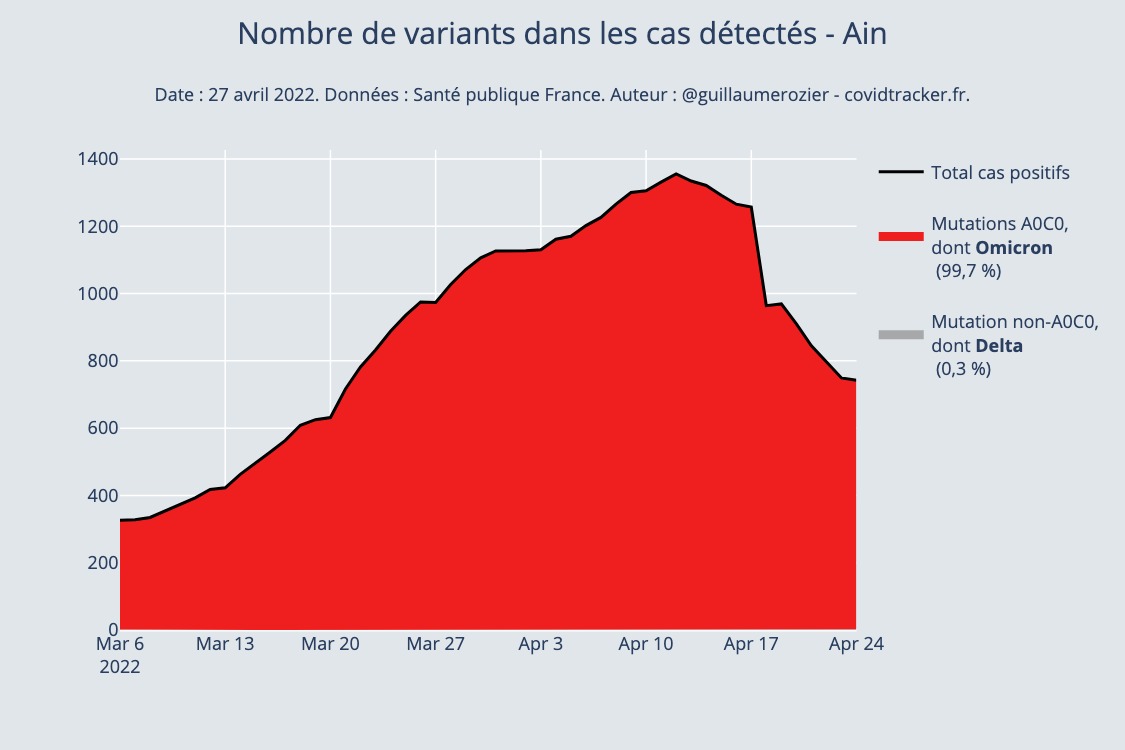 Nombre de variants dans les cas détectés - Ain
Date : 27 avril 2022. Données : Santé publique France. Auteur : @guillaumerozier - covidtracker.fr.
1400
1200
1000
800
600
400
200
0
Mar 6
2022
Mar 13
Mar 20
Mar 27
Apr 3
Apr 10
Apr 17
Apr 24
Total cas positifs
Mutations A0C0,
dont Omicron
(99,7 %)
Mutation non-A0C0,
dont Delta
(0,3 %)